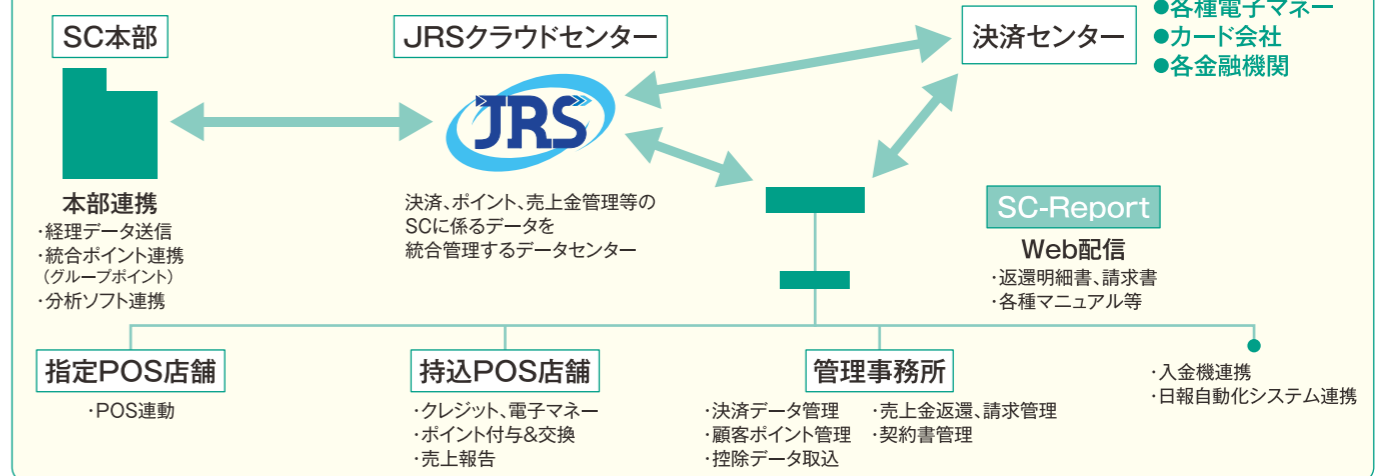 SC本部
JRSクラウドセンター
決済センター
●各種電子マネー
●カード会社
●各金融機関
JRS
本部連携
・経理データ送信
・統合ポイント連携
（グループポイント）
・分析ソフト連携
決済、ポイント、売上金管理等の
SCに係るデータを
統合管理するデータセンター
SC-Report
Web配信
・返還明細書、請求書
・各種マニュアル等
指定POS店舗
・POS連動
持込POS店舗
・クレジット、電子マネー
・ポイント付与&交換
・売上報告
管理事務所
・決済データ管理
・顧客ポイント管理
・控除データ取込
・売上金返還、請求管理
・契約書管理
・入金機連携
・日報自動化システム連携